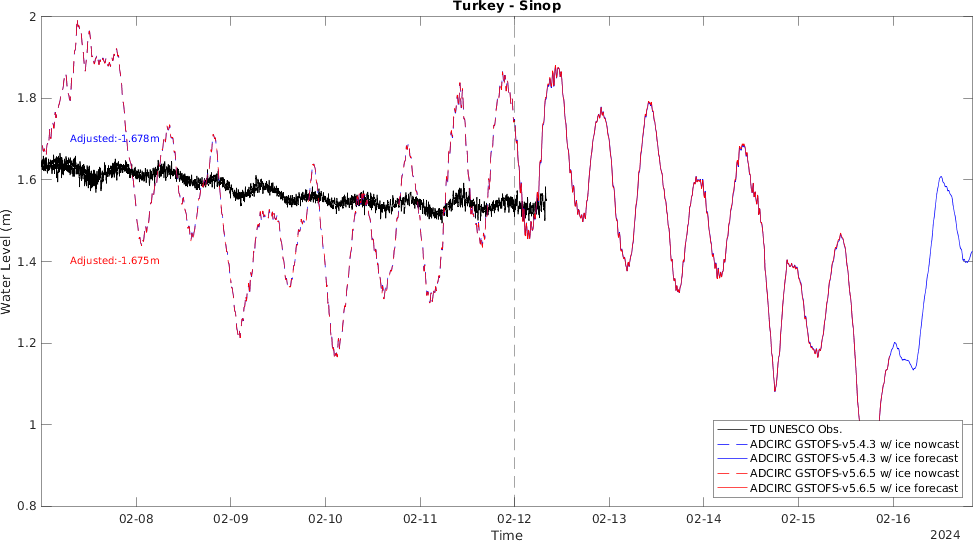 Turkey - Sinop
2
1.8
1.6
1.4
1.2
1
0.8
Water Level (m)
Adjusted:-1.678m
Adjusted:-1.675m
TD UNESCO Obs.
ADCIRC GSTOFS-v5.4.3 w/ ice nowcast
ADCIRC GSTOFS-v5.4.3 w/ ice forecast
ADCIRC GSTOFS-v5.6.5 w/ ice nowcast
ADCIRC GSTOFS-v5.6.5 w/ ice forecast
02-08 02-09 02-10 02-11 02-12 02-13 02-14 02-15 02-16
Time
2024